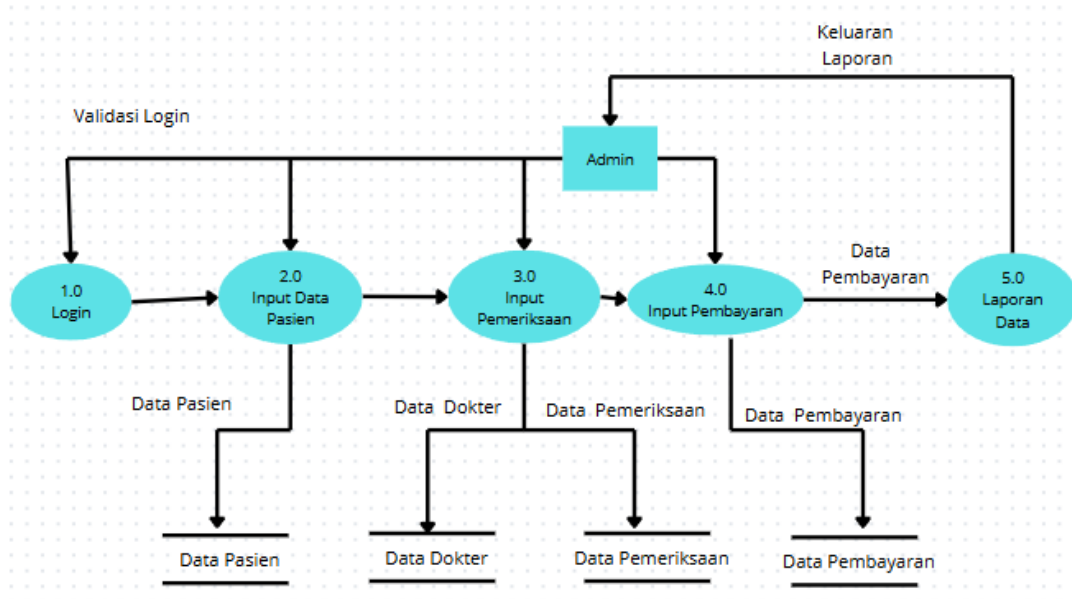 Keluaran
Laporan
Validasi Login
Admin
1.0
Login
2.0
Input Data
Pasien
3.0
Input
Pemeriksaan
4.0
Input Pembayaran
Data
Pembayaran
5.0
Laporan
Data
Data Pasien
Data Dokter
Data Pemeriksaan
Data Pembayaran
Data Pasien
Data Dokter
Data Pemeriksaan
Data Pembayaran